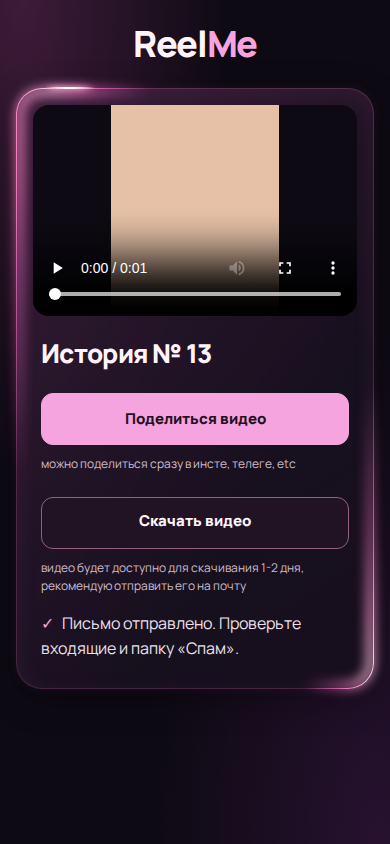 ReelMe
0:00 / 0:01
История № 13
Поделиться видео
можно поделиться сразу в инсте, телеге, etc
Скачать видео
видео будет доступно для скачивания 1-2 дня,
рекомендую отправить его на почту
✓ Письмо отправлено. Проверьте
входящие и папку «Спам».